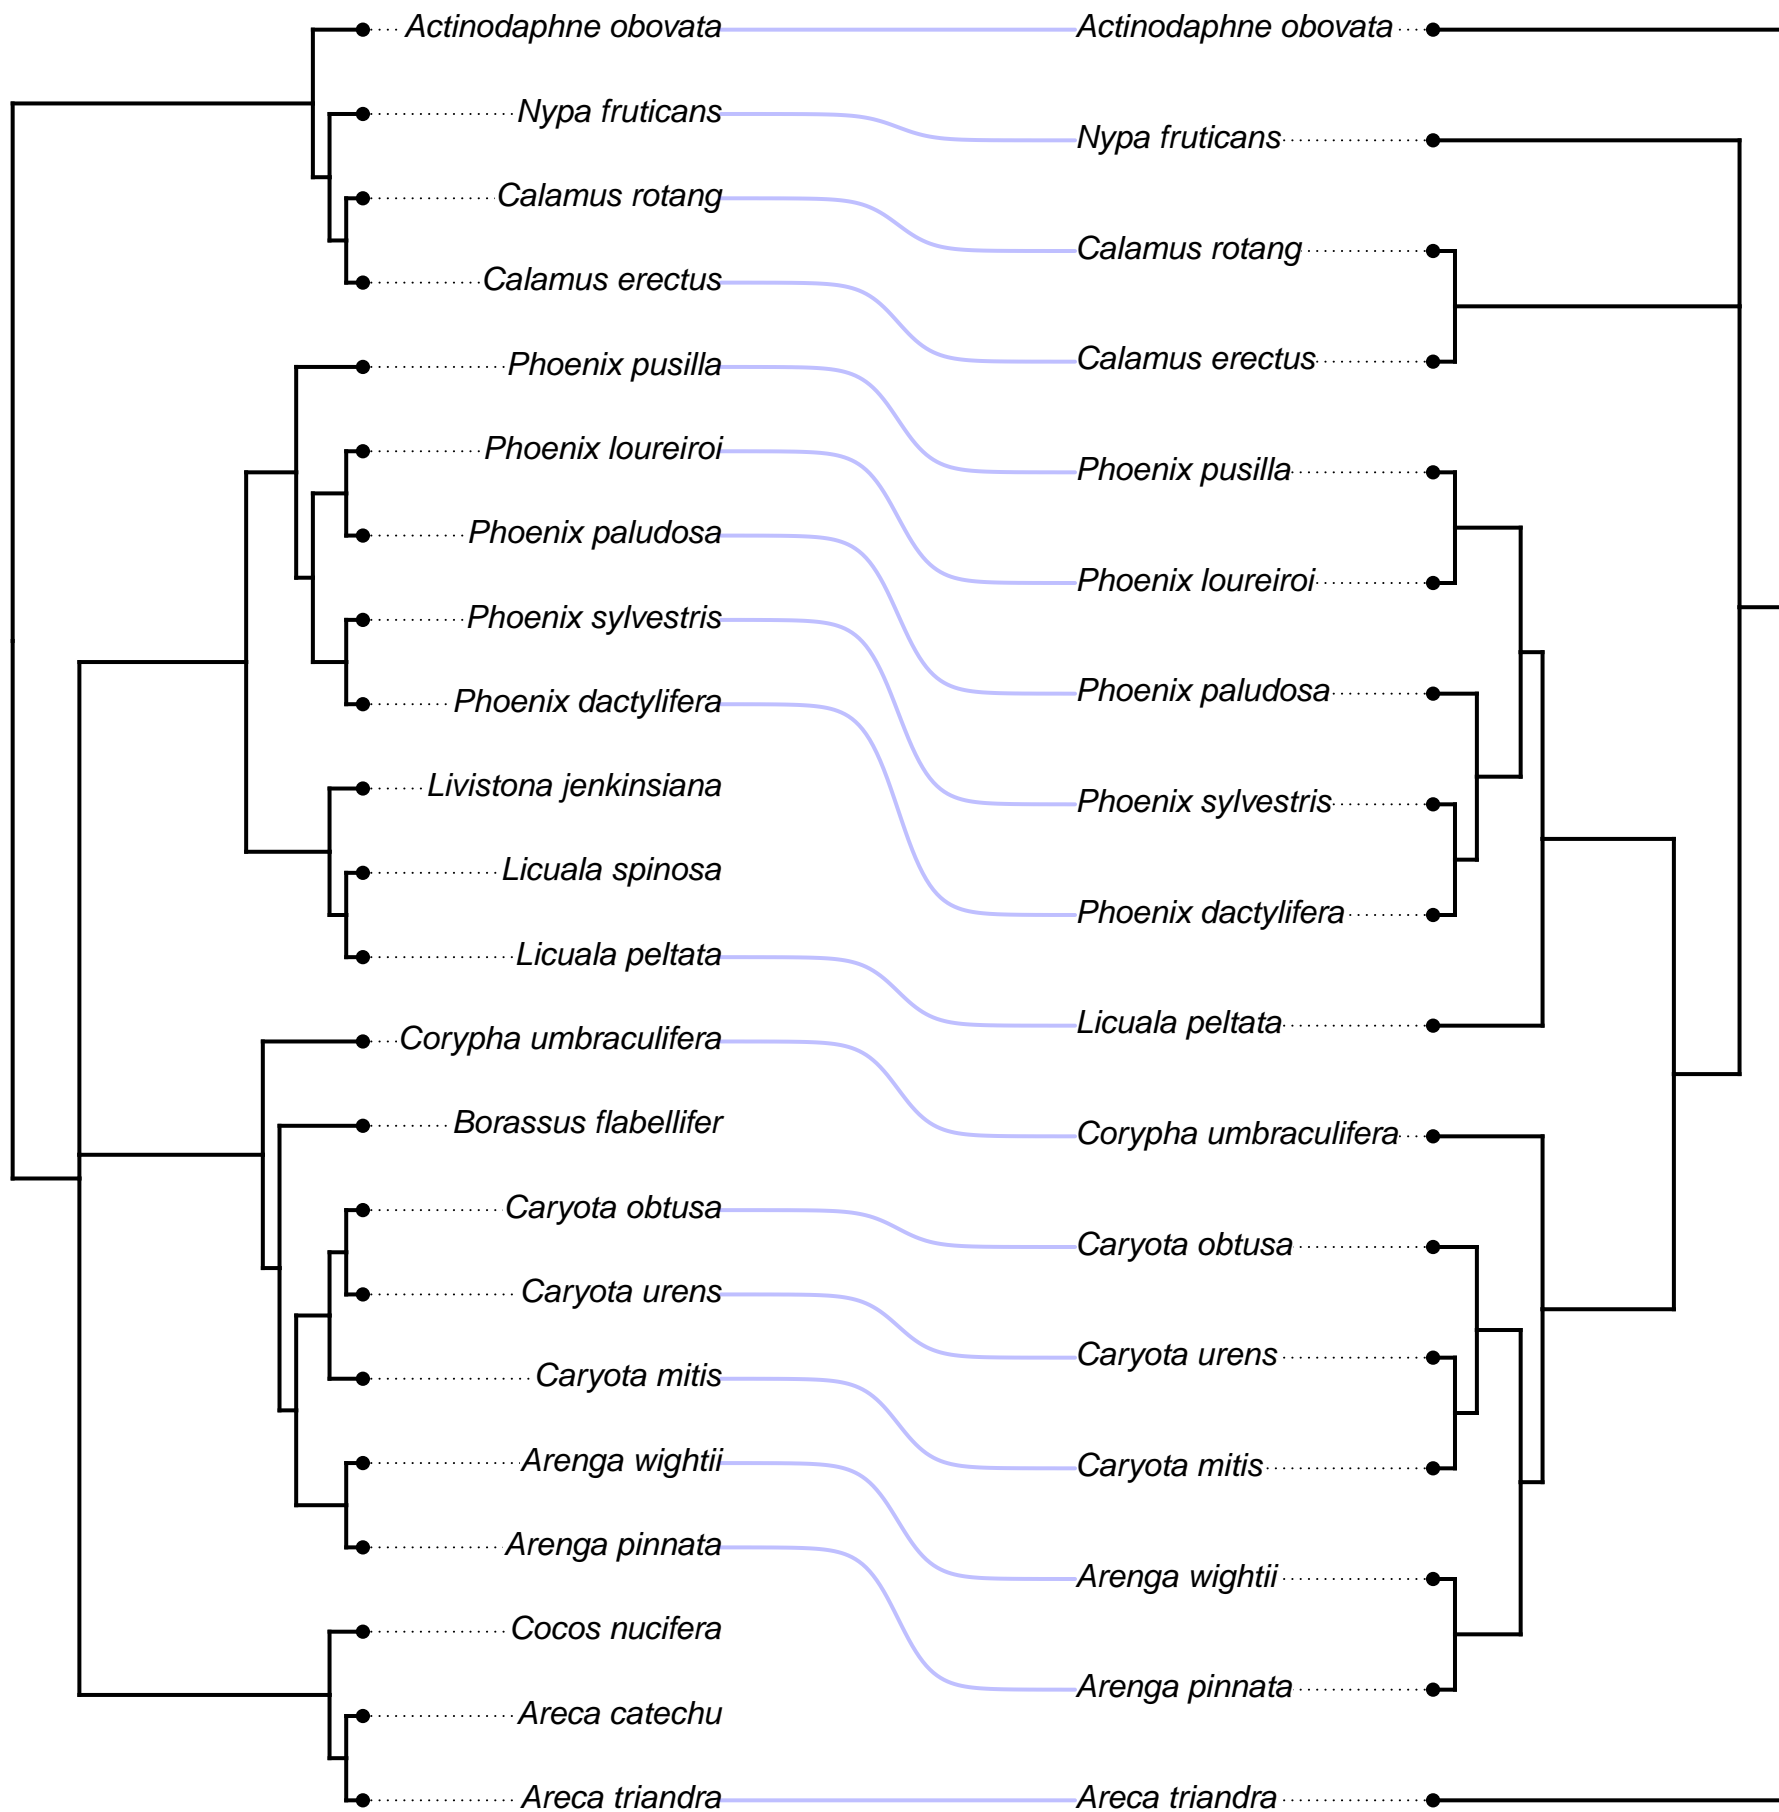 Actinodaphne obovata
Nypa fruticans
Calamus rotang
Calamus erectus
Phoenix pusilla
Phoenix loureiroi
Phoenix paludosa
Phoenix sylvestris
Phoenix dactylifera
Livistona jenkinsiana
Licuala spinosa
Licuala peltata
Corypha umbraculifera
Borassus flabellifer
Caryota obtusa
Caryota urens
Caryota mitis
Arenga wightii
Arenga pinnata
Cocos nucifera
Areca catechu
Areca triandra
Actinodaphne obovata
Nypa fruticans
Calamus rotang
Calamus erectus
Phoenix pusilla
Phoenix loureiroi
Phoenix paludosa
Phoenix sylvestris
Phoenix dactylifera
Licuala peltata
Corypha umbraculifera
Caryota obtusa
Caryota urens
Caryota mitis
Arenga wightii
Arenga pinnata
Areca triandra